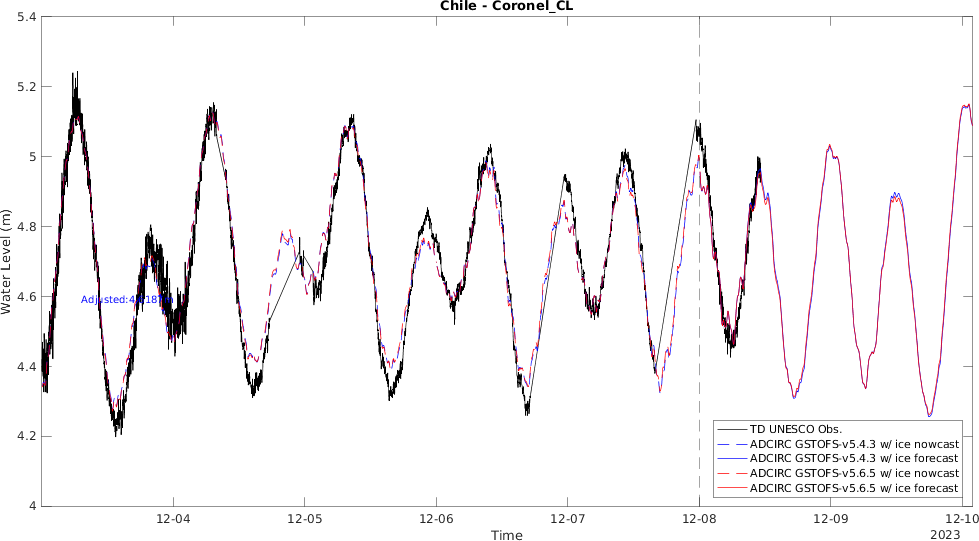 Chile - Coronel_CL
5.4
5.2
5
4.8
4.6
4.4
4.2
4
Water Level (m)
12-04
12-05
12-06
12-07
12-08
12-09
12-10
Time
2023
TD UNESCO Obs.
ADCIRC GSTOFS-v5.4.3 w/ ice nowcast
ADCIRC GSTOFS-v5.4.3 w/ ice forecast
ADCIRC GSTOFS-v5.6.5 w/ ice nowcast
ADCIRC GSTOFS-v5.6.5 w/ ice forecast